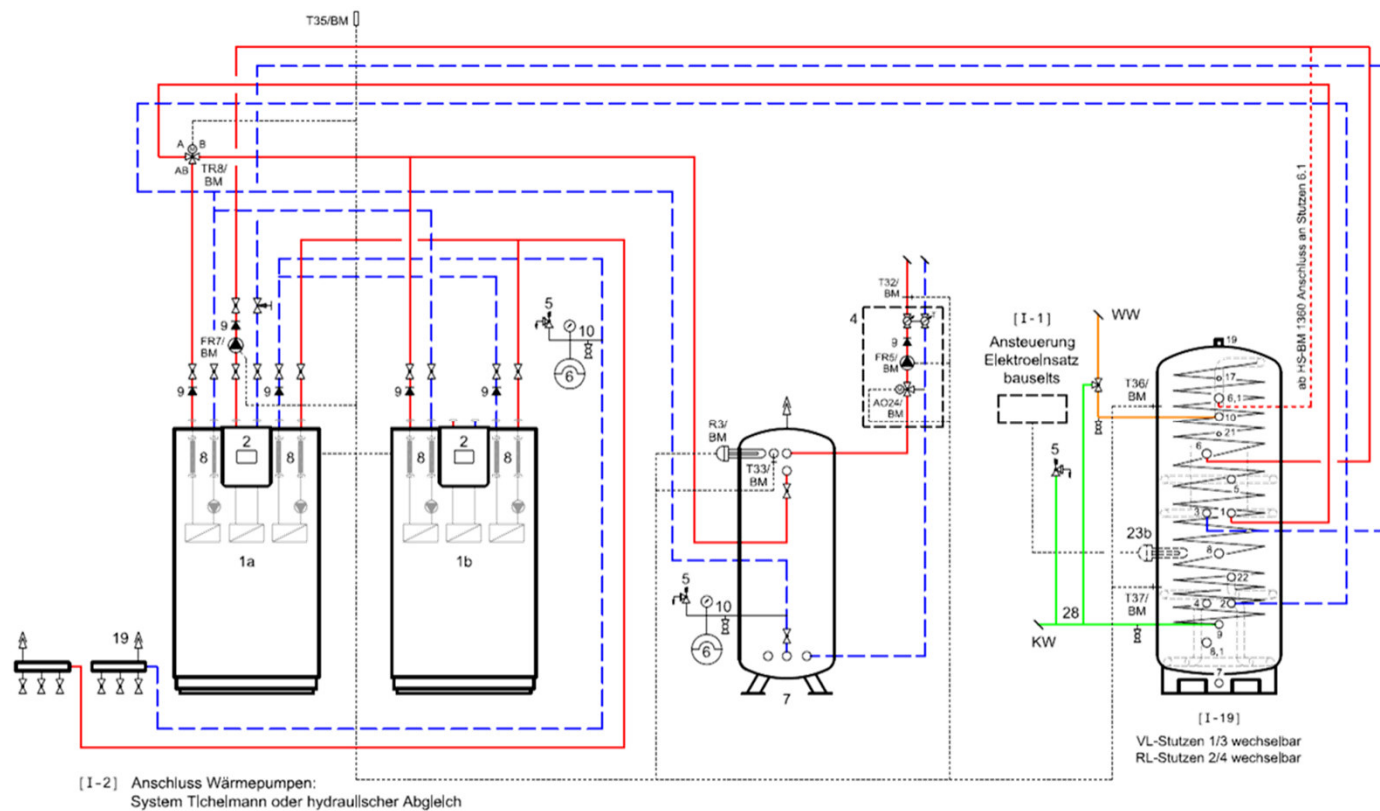 T35/BM
A
B
AB
TR8/
BM
9
FR7/
BM
9
9
9
9
5
10
6
2
8
8
1a
2
8
8
1b
19
T32/
BM
4
9
FR5/
BM
AO24/
BM
R3/
BM
T33/
BM
5
10
6
7
[I-1]
Ansteuerung
Elektroeinsatz
bauseits
WW
T36/
BM
5
23b
T37/
BM
28
KW
19
17
6,1
10
21
6
5
3
1
8
22
4
2
9
8,1
7
ab HS-BM 1360 Anschluss an Stutzen 6.1
[I-19]
VL-Stutzen 1/3 wechselbar
RL-Stutzen 2/4 wechselbar
[I-2] Anschluss Wärmepumpen:
System Tichelmann oder hydraulischer Abgleich